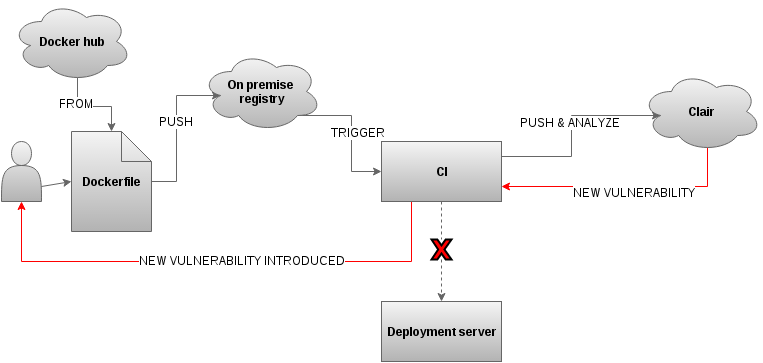 Docker hub
FROM
On premise
registry
PUSH
TRIGGER
PUSH & ANALYZE
Clair
Dockerfile
CI
NEW VULNERABILITY
NEW VULNERABILITY INTRODUCED
X
Deployment server